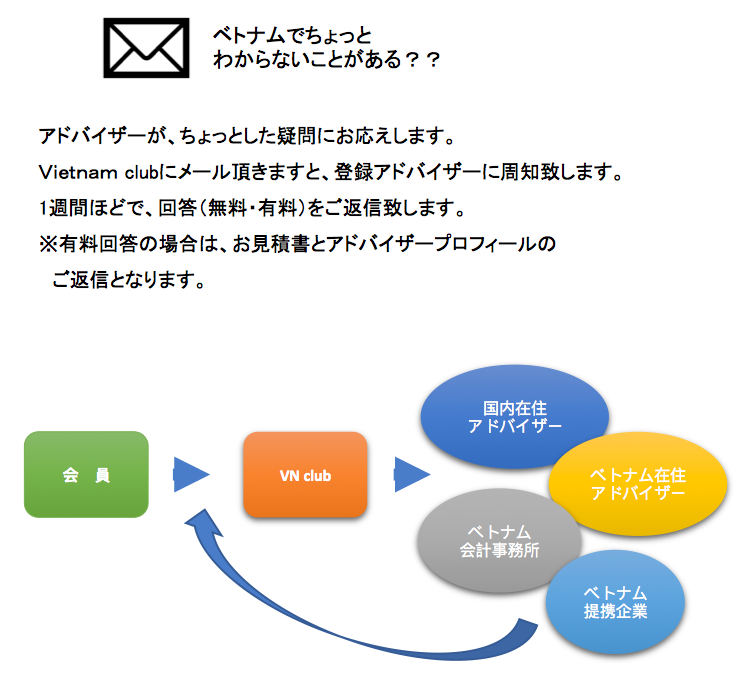 ベトナムでちょっと
わからないことがある？？
アドバイザーが、ちょっとした疑問にお応えします。
Vietnam clubにメール頂きますと、登録アドバイザーに周知致します。
1週間ほどで、回答（無料・有料）をご返信致します。
※有料回答の場合は、お見積書とアドバイザープロフィールの
ご返信となります。
会　員
VN club
国内在住
アドバイザー
ベトナム在住
アドバイザー
ベトナム
会計事務所
ベトナム
提携企業